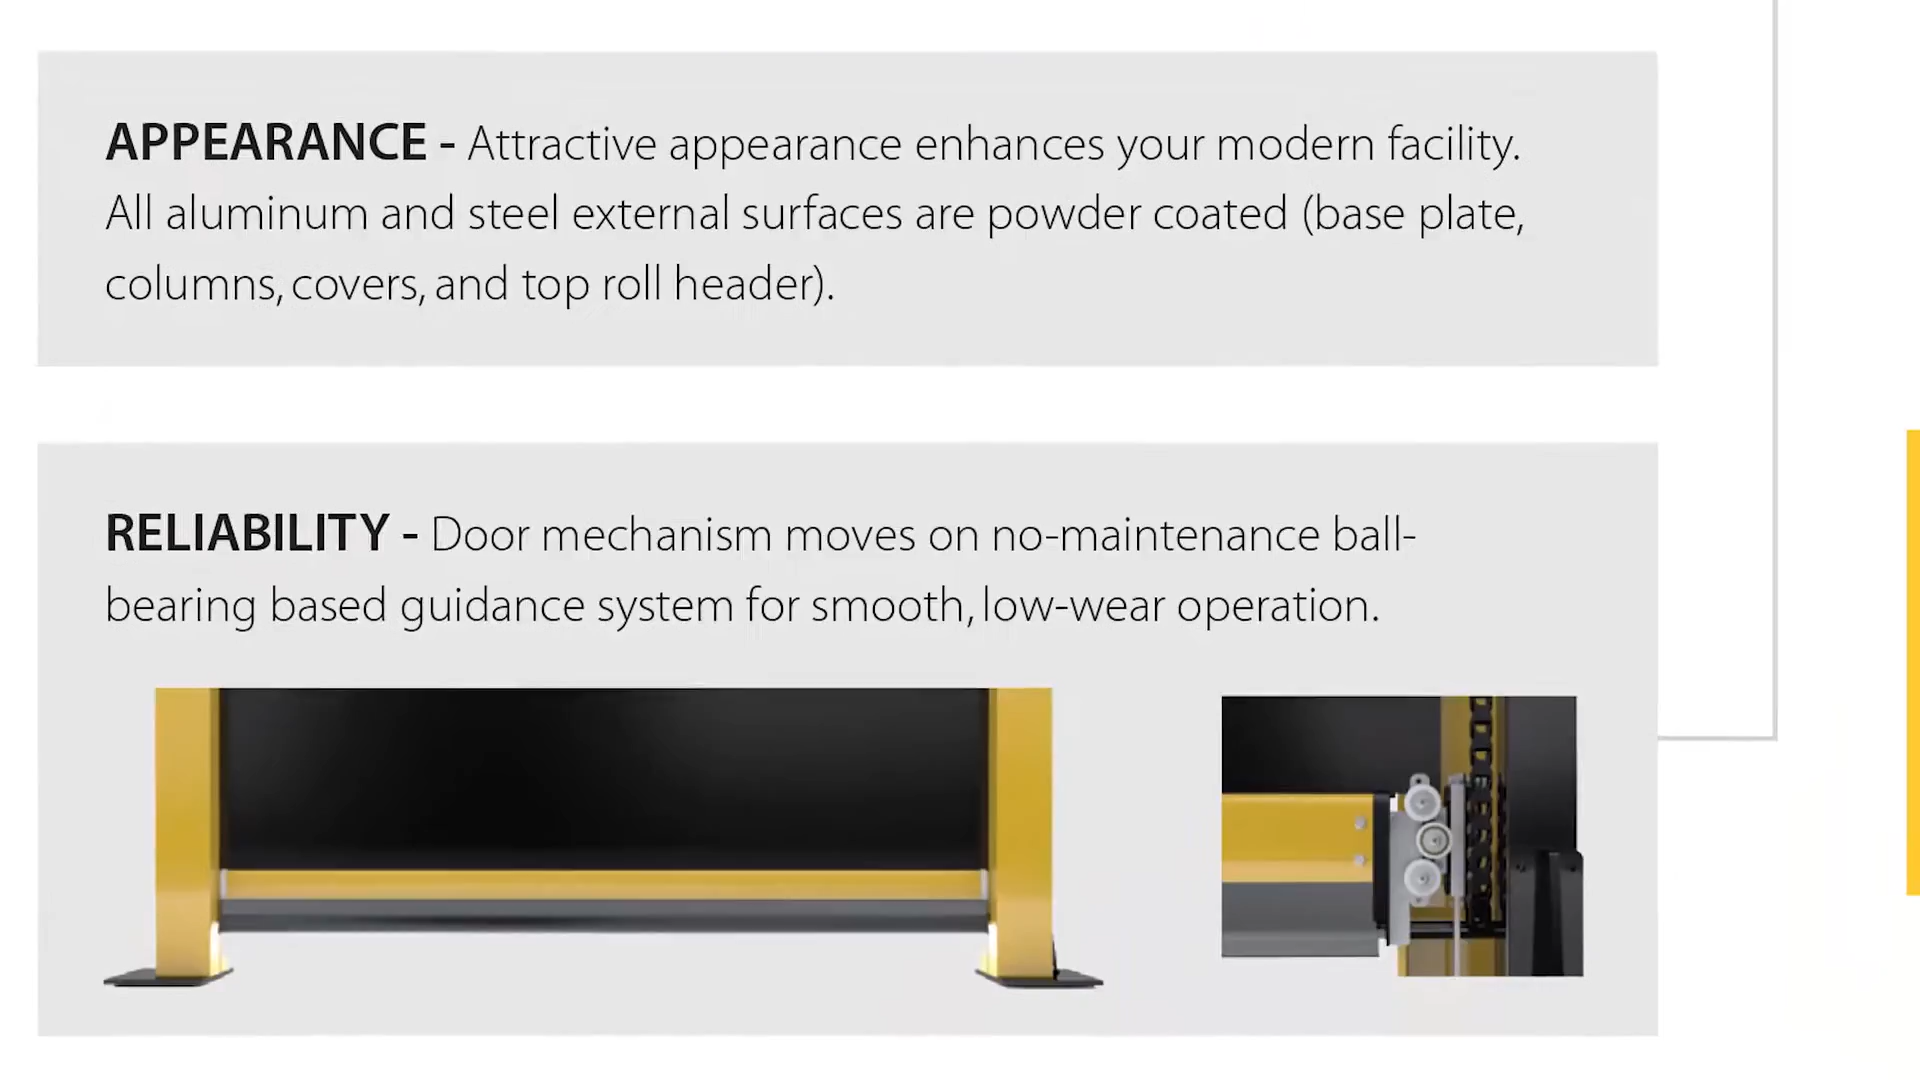 APPEARANCE - Attractive appearance enhances your modern facility.
All aluminum and steel external surfaces are powder coated (base plate,
columns, covers, and top roll header).
RELIABILITY - Door mechanism moves on no-maintenance ball-
bearing based guidance system for smooth, low-wear operation.